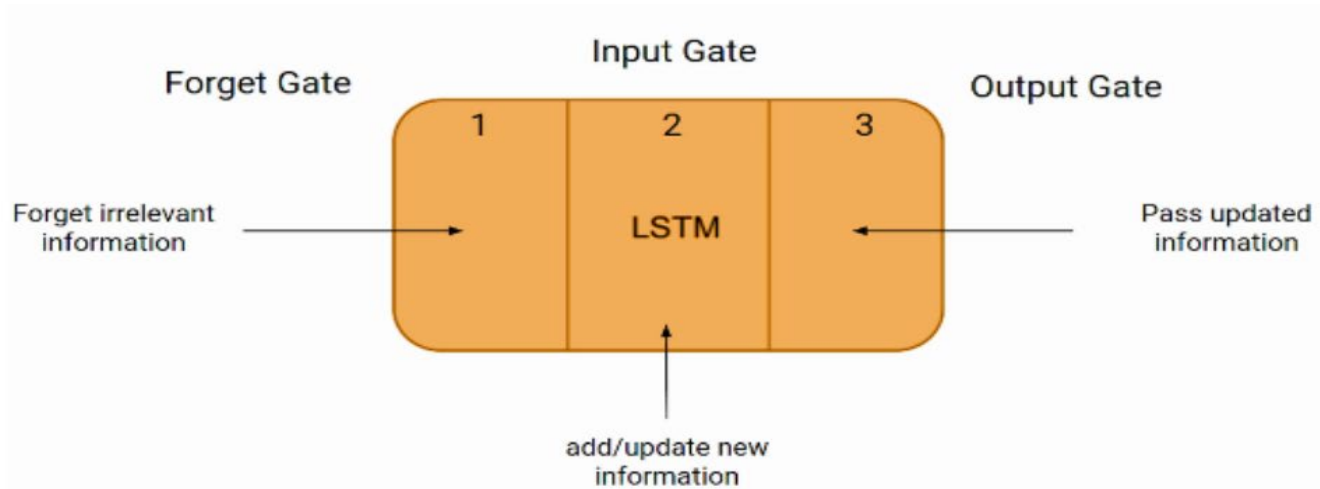 Input Gate
Forget Gate
Output Gate
1
2
3
Forget irrelevant
information
LSTM
Pass updated
information
add/update new
information